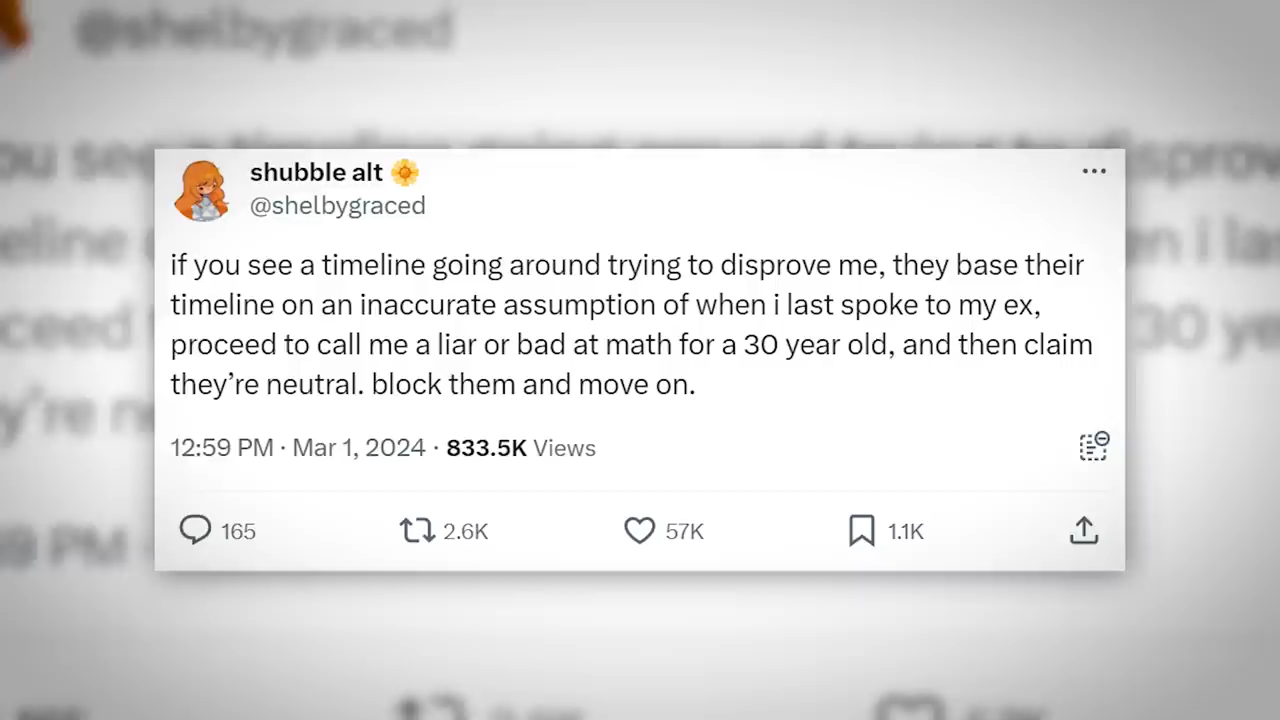 @shelbygraced
shubble alt 🌼
@shelbygraced
if you see a timeline going around trying to disprove me, they base their
timeline on an inaccurate assumption of when i last spoke to my ex,
proceed to call me a liar or bad at math for a 30 year old, and then claim
they’re neutral. block them and move on.
12:59 PM · Mar 1, 2024 · 833.5K Views
165 2.6K 57K 1.1K